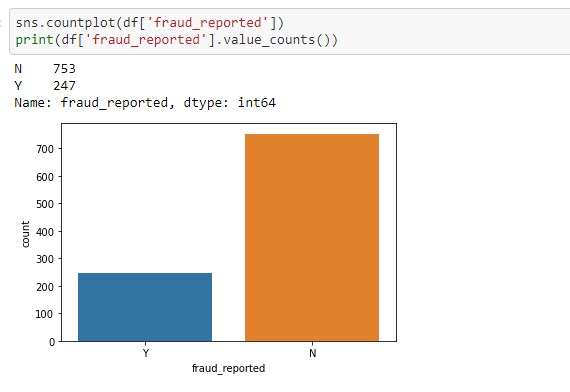 sns.countplot(df['fraud_reported'])
print(df['fraud_reported'].value_counts())
N    753
Y    247
Name: fraud_reported, dtype: int64
700
600
500
400
300
200
100
0
count
Y
N
fraud_reported